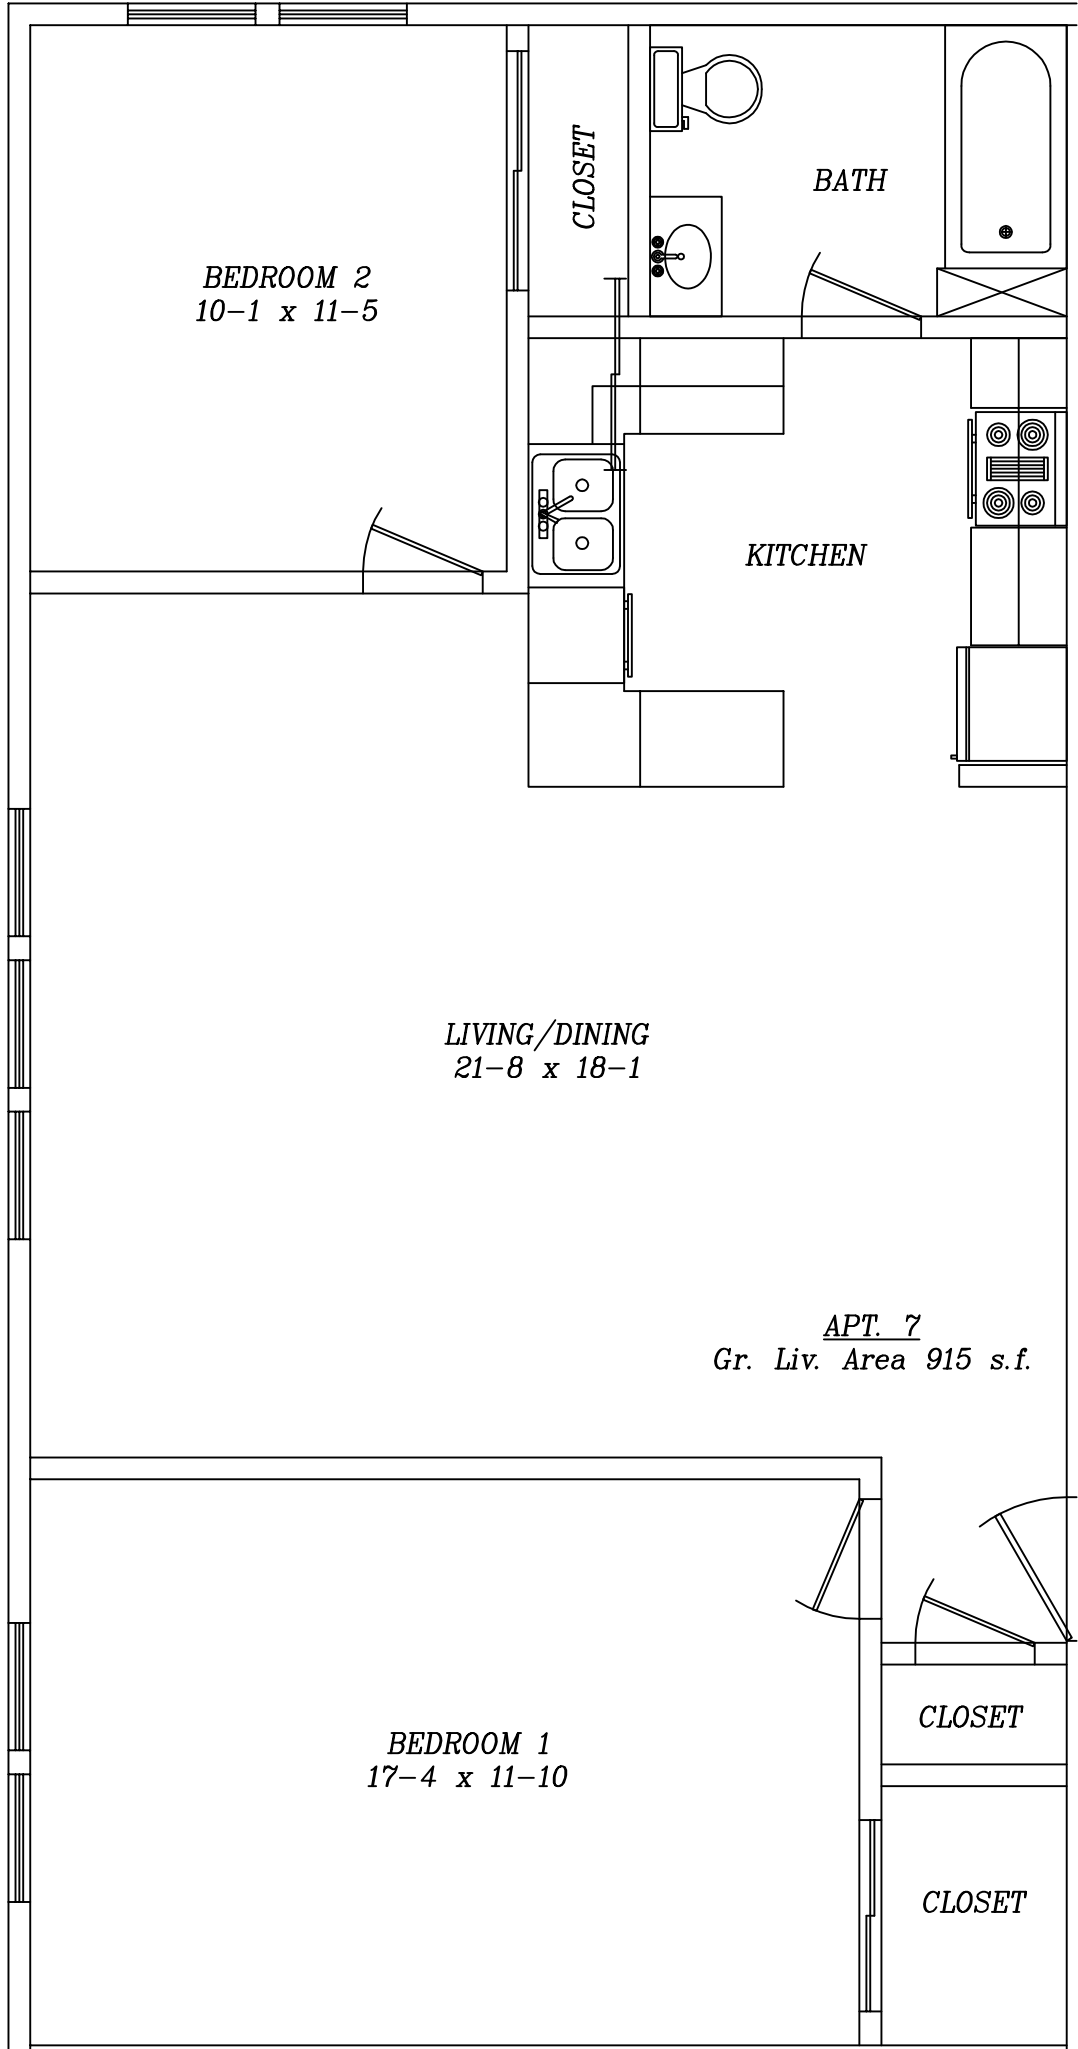 CLOSET
BATH
BEDROOM 2
10-1 x 11-5
KITCHEN
LIVING/DINING
21-8 x 18-1
APT. 7
Gr. Liv. Area 915 s.f.
CLOSET
BEDROOM 1
17-4 x 11-10
CLOSET